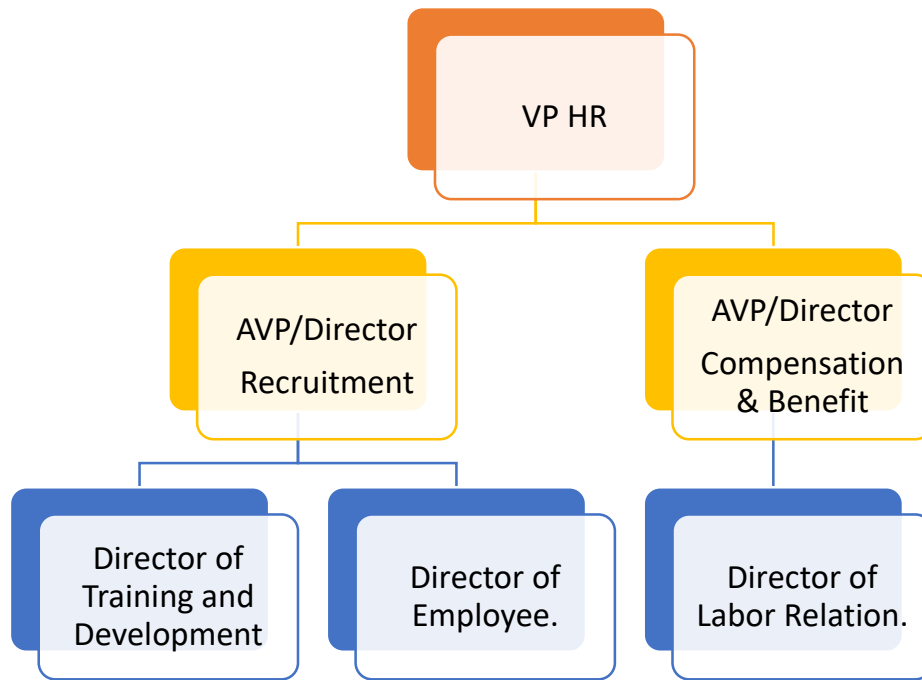 VP HR
AVP/Director
Recruitment
AVP/Director
Compensation
& Benefit
Director of
Training and
Development
Director of
Employee.
Director of
Labor Relation.